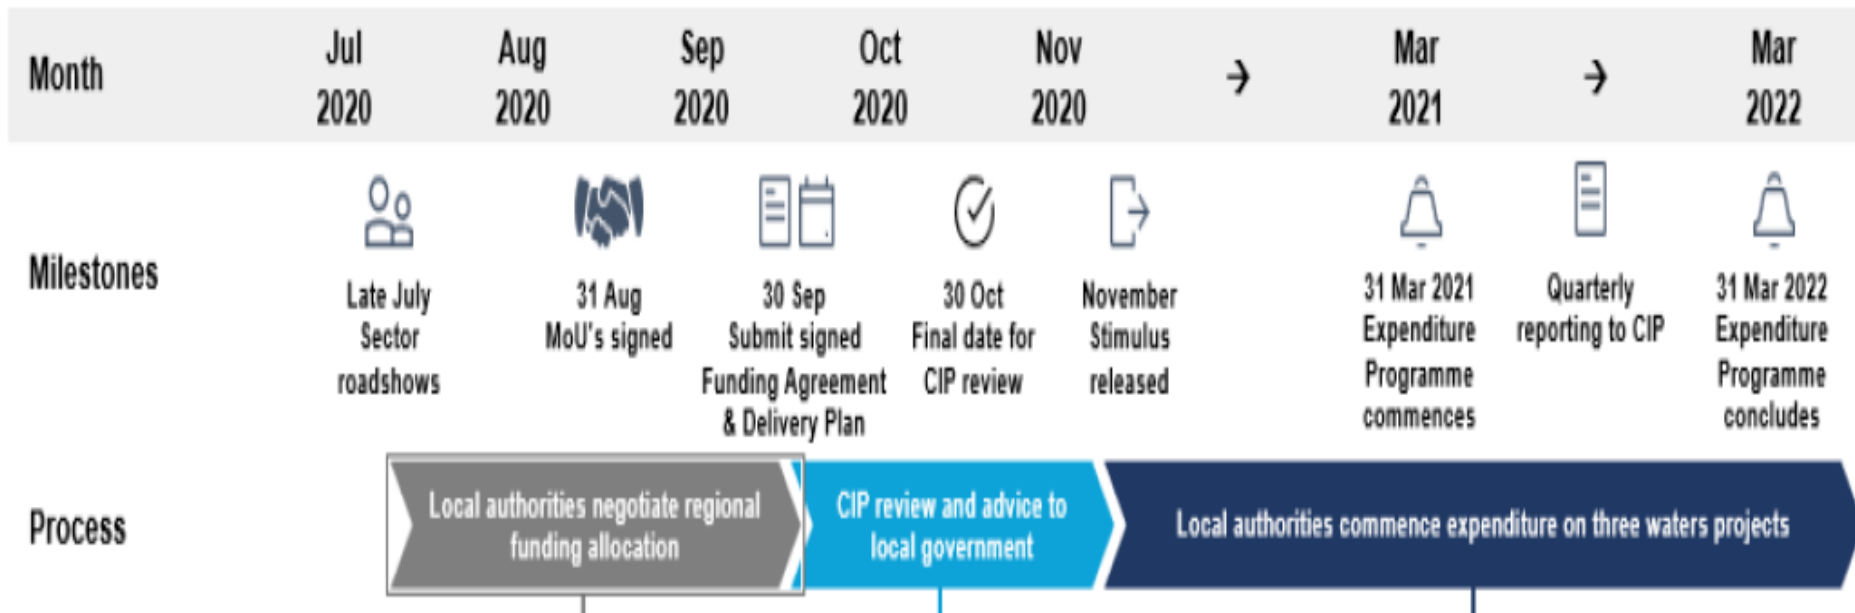 Month
Jul
2020
Aug
2020
Sep
2020
Oct
2020
Nov
2020
→
Mar
2021
→
Mar
2022
Milestones
Late July
Sector
roadshows
31 Aug
MoU's signed
30 Sep
Submit signed
Funding Agreement
& Delivery Plan
30 Oct
Final date for
CIP review
November
Stimulus
released
31 Mar 2021
Expenditure
Programme
commences
Quarterly
reporting to CIP
31 Mar 2022
Expenditure
Programme
concludes
Process
Local authorities negotiate regional
funding allocation
CIP review and advice to
local government
Local authorities commence expenditure on three waters projects